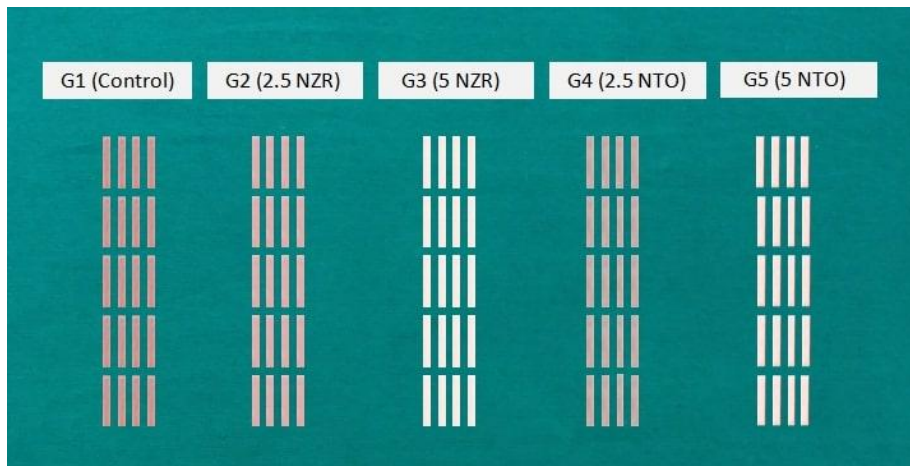 G1 (Control)
G2 (2.5 NZR)
G3 (5 NZR)
G4 (2.5 NTO)
G5 (5 NTO)